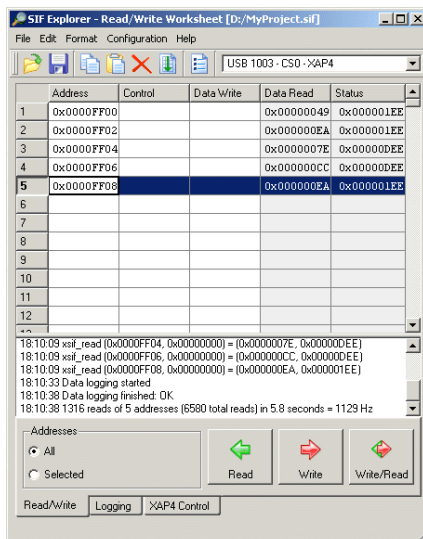 SIF Explorer - Read/Write Worksheet [D:/MyProject.sif]
File Edit Format Configuration Help
USB 1003 - CS0 - XAP4
Address Control Data Write Data Read Status
1 0x0000FF00 0x00000049 0x000001EE
2 0x0000FF02 0x000000EA 0x000001EE
3 0x0000FF04 0x0000007E 0x00000DEE
4 0x0000FF06 0x000000CC 0x00000DEE
5 0x0000FF08 0x000000EA 0x000001EE
6
7
8
9
10
11
12
18:10:09 xsif_read (0x0000FF04, 0x00000000) = (0x0000007E, 0x00000DEE)
18:10:09 xsif_read (0x0000FF06, 0x00000000) = (0x000000CC, 0x00000DEE)
18:10:09 xsif_read (0x0000FF08, 0x00000000) = (0x000000EA, 0x000001EE)
18:10:33 Data logging started
18:10:38 Data logging finished: OK
18:10:38 1316 reads of 5 addresses (6580 total reads) in 5.8 seconds = 1129 Hz
Addresses
All
Selected
Read Write Write/Read
Read/Write Logging XAP4 Control